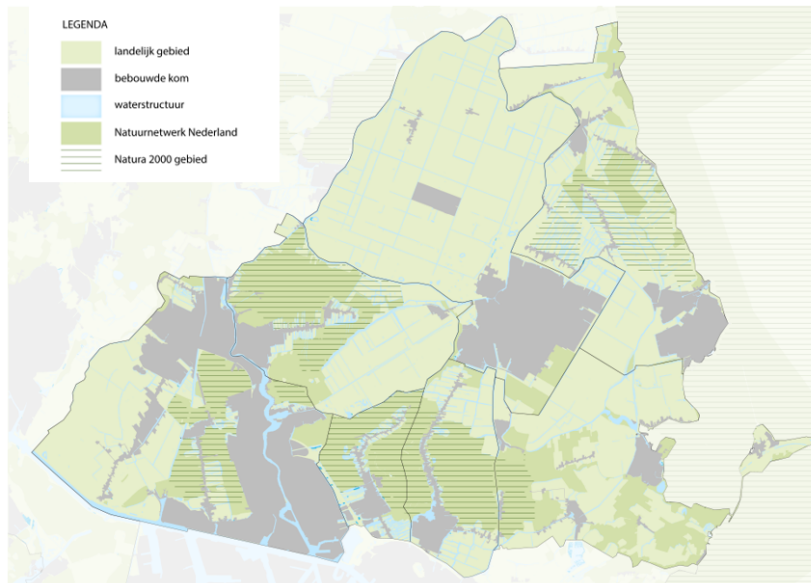 LEGENDA
landelijk gebied
bebouwde kom
waterstructuur
Natuurnetwerk Nederland
Natura 2000 gebied